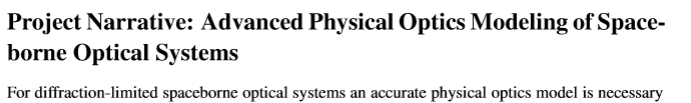 Project Narrative: Advanced Physical Optics Modeling of Space-
borne Optical Systems
For diffraction-limited spaceborne optical systems an accurate physical optics model is necessary